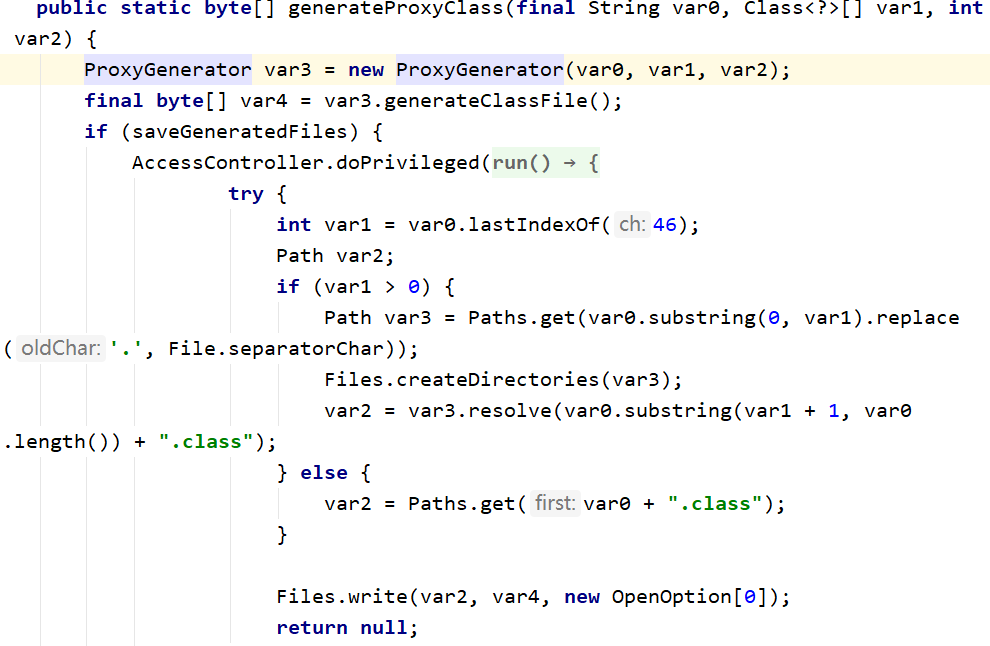 public static byte[] generateProxyClass(final String var0, Class<?>[] var1, int
var2) {
ProxyGenerator var3 = new ProxyGenerator(var0, var1, var2);
final byte[] var4 = var3.generateClassFile();
if (saveGeneratedFiles) {
AccessController.doPrivileged(run() → {
try {
int var1 = var0.lastIndexOf( ch: 46);
Path var2;
if (var1 > 0) {
Path var3 = Paths.get(var0.substring(0, var1).replace
( oldChar: '.', File.separatorChar));
Files.createDirectories(var3);
var2 = var3.resolve(var0.substring(var1 + 1, var0
.length()) + ".class");
} else {
var2 = Paths.get( first: var0 + ".class");
}
Files.write(var2, var4, new OpenOption[0]);
return null;